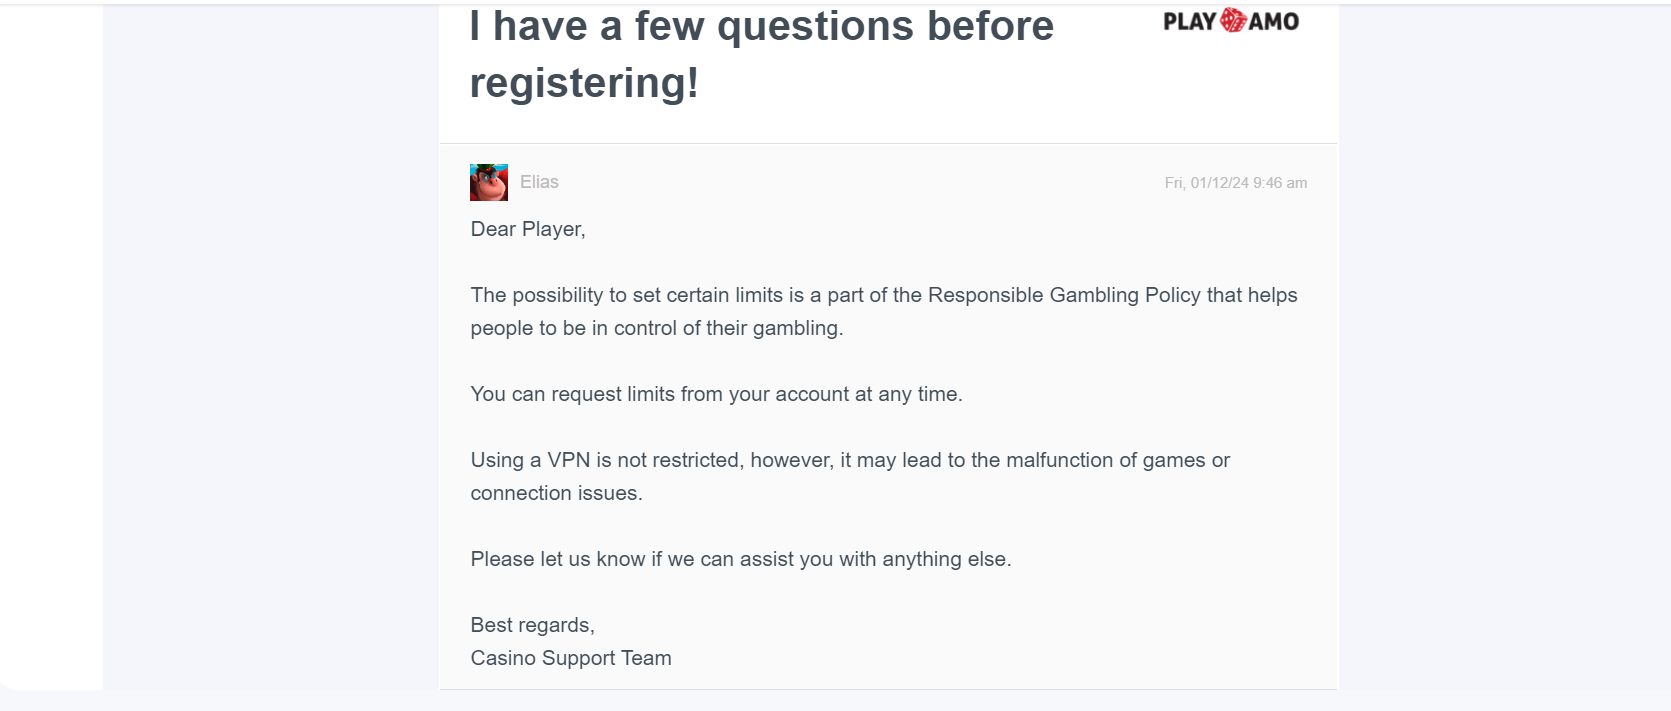 I have a few questions before
registering!
PLAY AMO
Elias
Fri, 01/12/24 9:46 am
Dear Player,
The possibility to set certain limits is a part of the Responsible Gambling Policy that helps
people to be in control of their gambling.
You can request limits from your account at any time.
Using a VPN is not restricted, however, it may lead to the malfunction of games or
connection issues.
Please let us know if we can assist you with anything else.
Best regards,
Casino Support Team